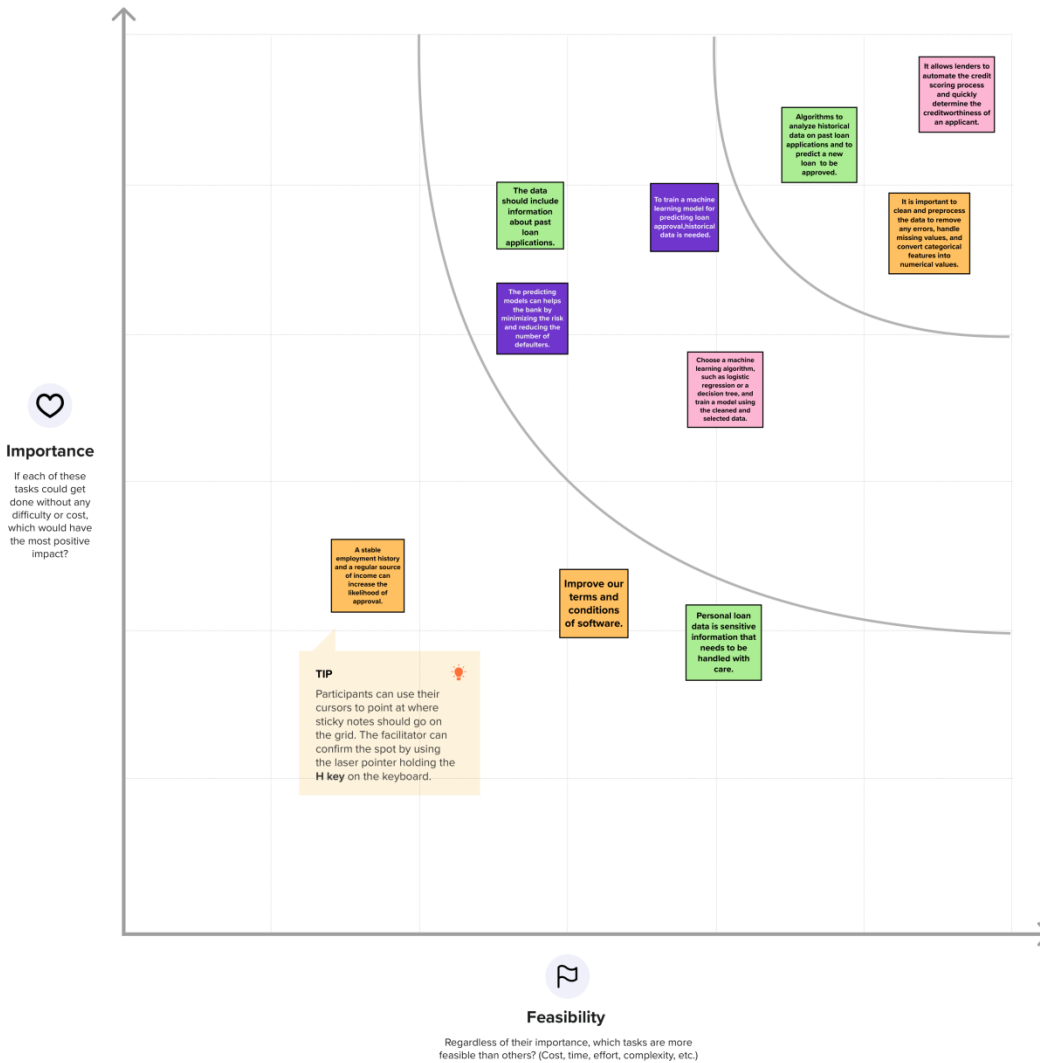 It allows lenders to
automate the credit
scoring process
and quickly
determine the
creditworthiness of
an applicant.
Algorithms to
analyze historical
data on past loan
applications and to
predict a new
loan to be
approved.
The data
should include
information
about past
loan
applications.
To train a machine
learning model for
predicting loan
approval,historical
data is needed.
It is important to
clean and preprocess
the data to remove
any errors, handle
missing values, and
convert categorical
features into
numerical values.
The predicting
models can helps
the bank by
minimizing the risk
and reducing the
number of
defaulters.
Choose a machine
learning algorithm,
such as logistic
regression or a
decision tree, and
train a model using
the cleaned and
selected data.
Importance
If each of these
tasks could get
done without any
difficulty or cost,
which would have
the most positive
impact?
A stable
employment history
and a regular source
of income can
increase the
likelihood of
approval.
Improve our
terms and
conditions
of software.
Personal loan
data is sensitive
information that
needs to be
handled with
care.
TIP
Participants can use their
cursors to point at where
sticky notes should go on
the grid. The facilitator can
confirm the spot by using
the laser pointer holding the
H key on the keyboard.
Feasibility
Regardless of their importance, which tasks are more
feasible than others? (Cost, time, effort, complexity, etc.)